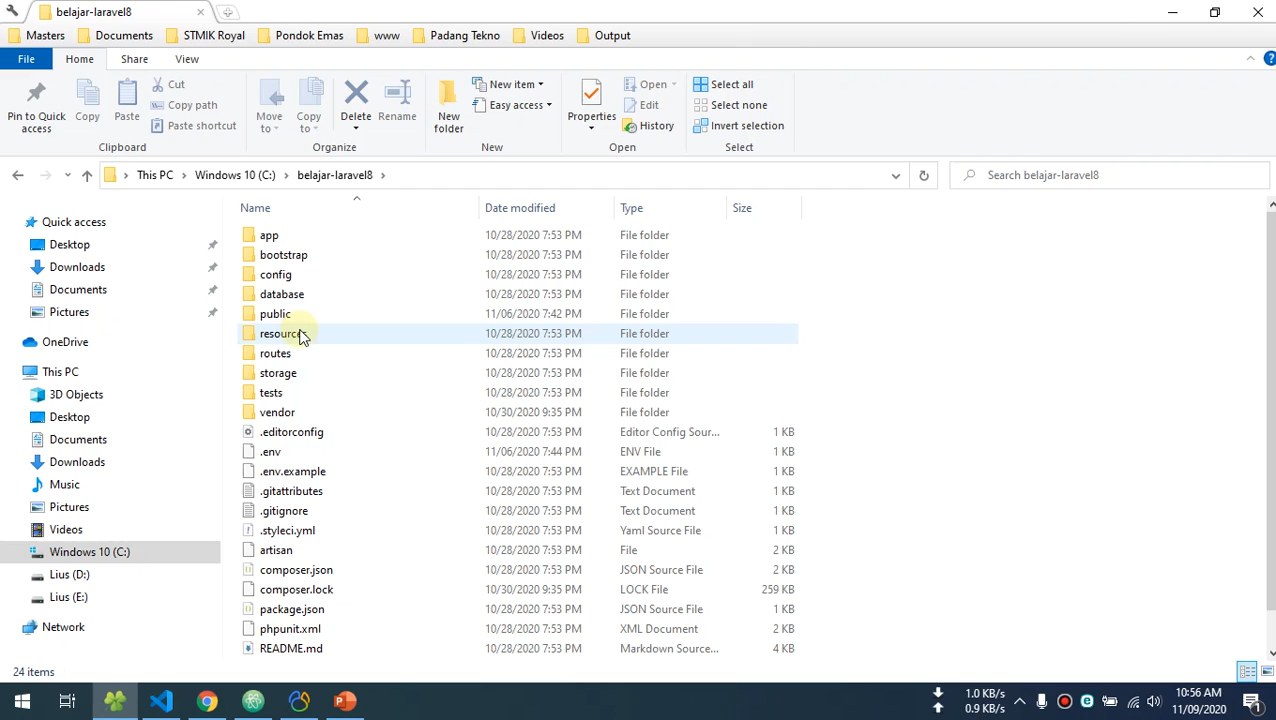 belajar-laravel8
Masters Documents STMIK Royal Pondok Emas www Padang Tekno Videos Output
File Home Share View
Pin to Quick access
Copy
Paste
Cut
Copy path
Paste shortcut
Clipboard
Move to
Copy to
Delete
Rename
Organize
New folder
New item
Easy access
New
Properties
Open
Edit
History
Open
Select all
Select none
Invert selection
Select
This PC Windows 10 (C:) belajar-laravel8
Search belajar-laravel8
Quick access
Desktop
Downloads
Documents
Pictures
OneDrive
This PC
3D Objects
Desktop
Documents
Downloads
Music
Pictures
Videos
Windows 10 (C:)
Lius (D:)
Lius (E:)
Network
Name Date modified Type Size
app 10/28/2020 7:53 PM File folder
bootstrap 10/28/2020 7:53 PM File folder
config 10/28/2020 7:53 PM File folder
database 10/28/2020 7:53 PM File folder
public 11/06/2020 7:42 PM File folder
resources 10/28/2020 7:53 PM File folder
routes 10/28/2020 7:53 PM File folder
storage 10/28/2020 7:53 PM File folder
tests 10/28/2020 7:53 PM File folder
vendor 10/30/2020 9:35 PM File folder
.editorconfig 10/28/2020 7:53 PM Editor Config Sour... 1 KB
.env 11/06/2020 7:44 PM ENV File 1 KB
.env.example 10/28/2020 7:53 PM EXAMPLE File 1 KB
.gitattributes 10/28/2020 7:53 PM Text Document 1 KB
.gitignore 10/28/2020 7:53 PM Text Document 1 KB
.styleci.yml 10/28/2020 7:53 PM Yaml Source File 1 KB
artisan 10/28/2020 7:53 PM File 2 KB
composer.json 10/28/2020 7:53 PM JSON Source File 2 KB
composer.lock 10/30/2020 9:35 PM LOCK File 259 KB
package.json 10/28/2020 7:53 PM JSON Source File 1 KB
phpunit.xml 10/28/2020 7:53 PM XML Document 2 KB
README.md 10/28/2020 7:53 PM Markdown Source... 4 KB
24 items
1.0 KB/s
0.9 KB/s
10:56 AM
11/09/2020
1